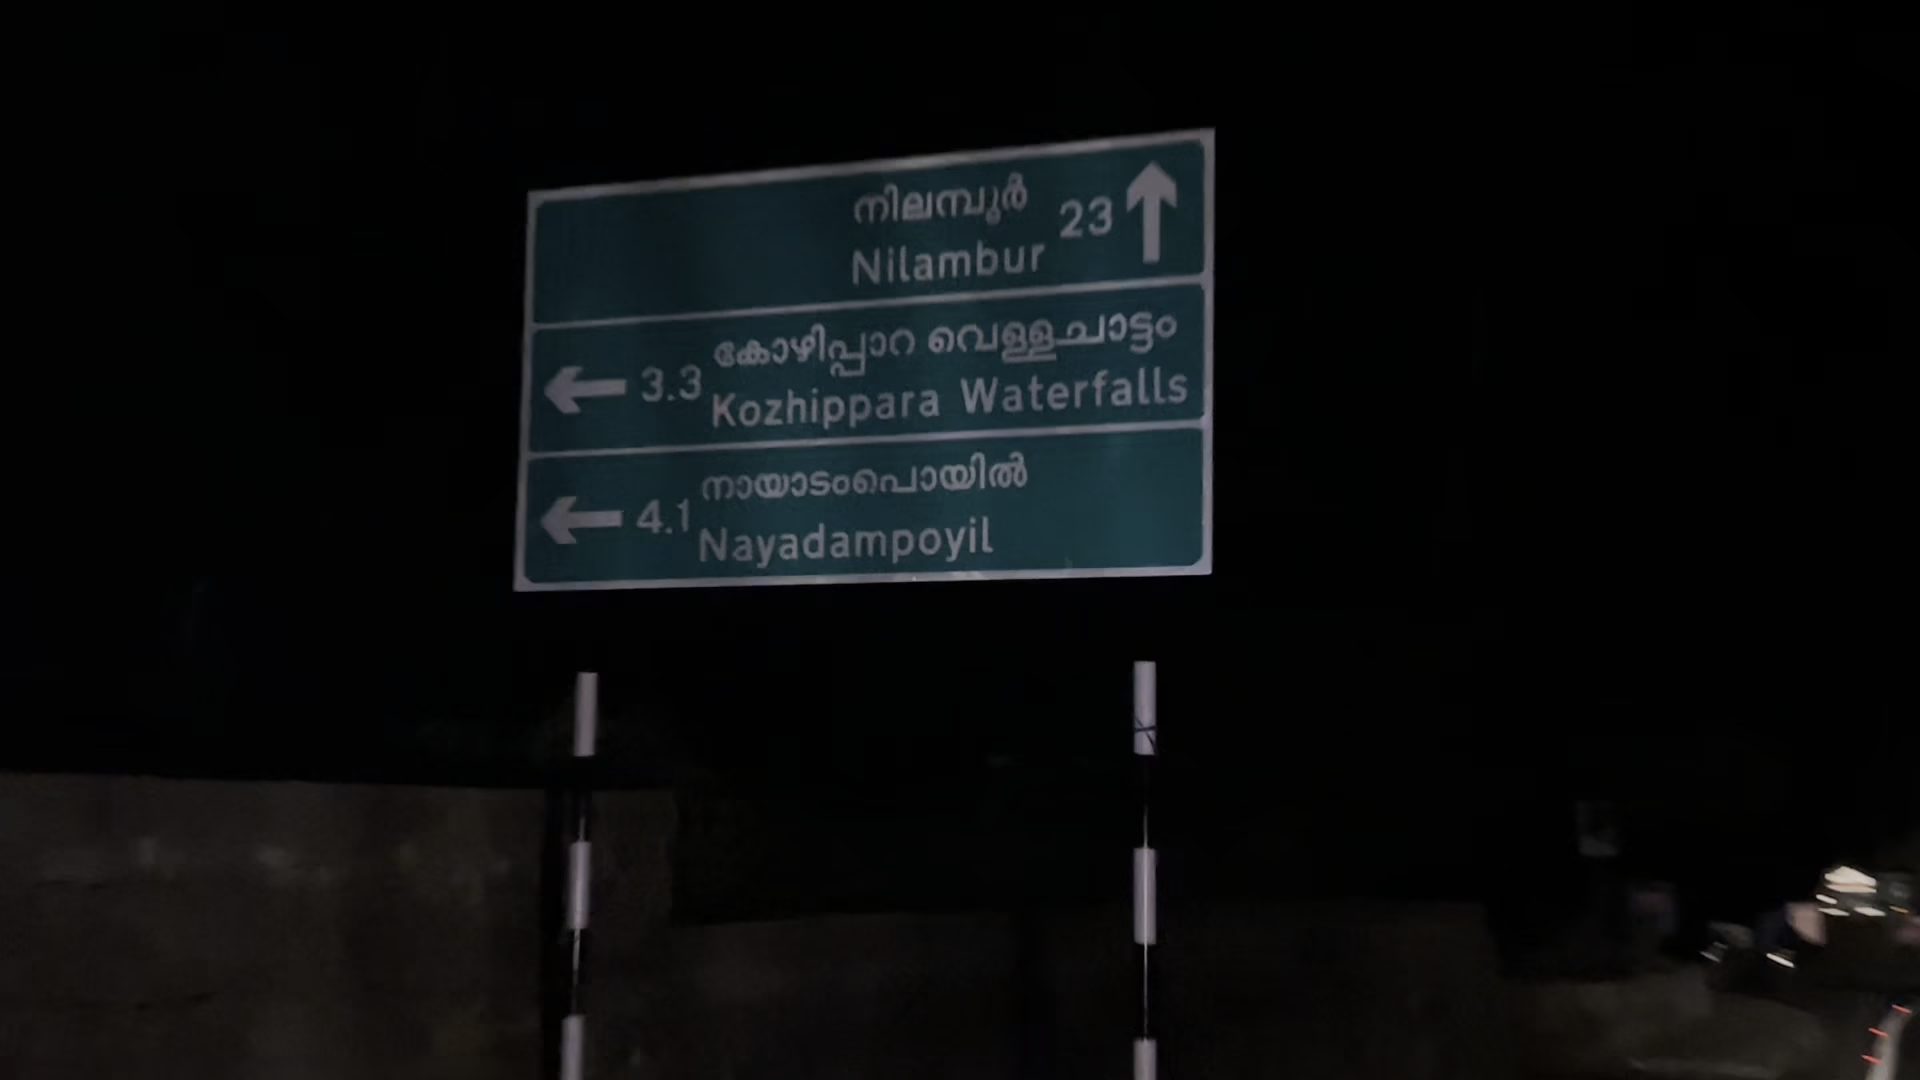 നിലമ്പൂർ
Nilambur
23
കോഴിപ്പാറ വെള്ളച്ചാട്ടം
3.3
Kozhippara Waterfalls
നായാടംപൊയിൽ
4.1
Nayadampoyil